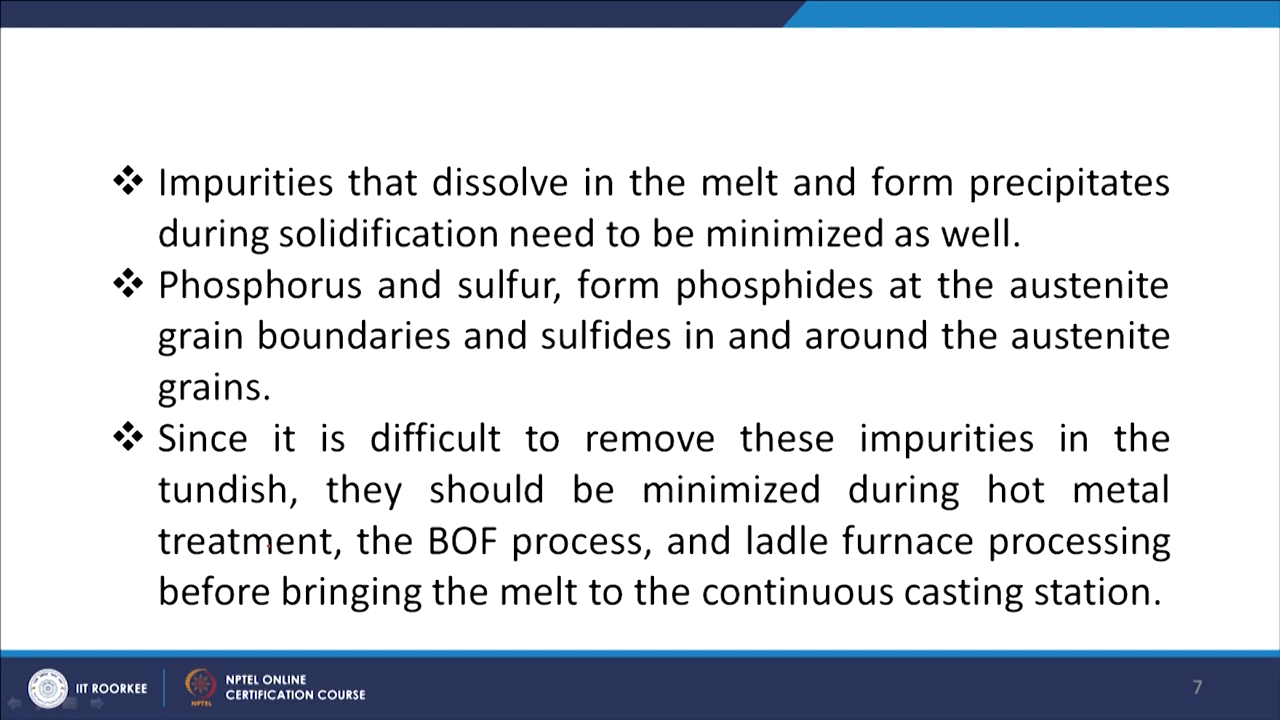 ❖ Impurities that dissolve in the melt and form precipitates
during solidification need to be minimized as well.
❖ Phosphorus and sulfur, form phosphides at the austenite
grain boundaries and sulfides in and around the austenite
grains.
❖ Since it is difficult to remove these impurities in the
tundish, they should be minimized during hot metal
treatment, the BOF process, and ladle furnace processing
before bringing the melt to the continuous casting station.
IIT ROORKEE
NPTEL
NPTEL ONLINE
CERTIFICATION COURSE
7